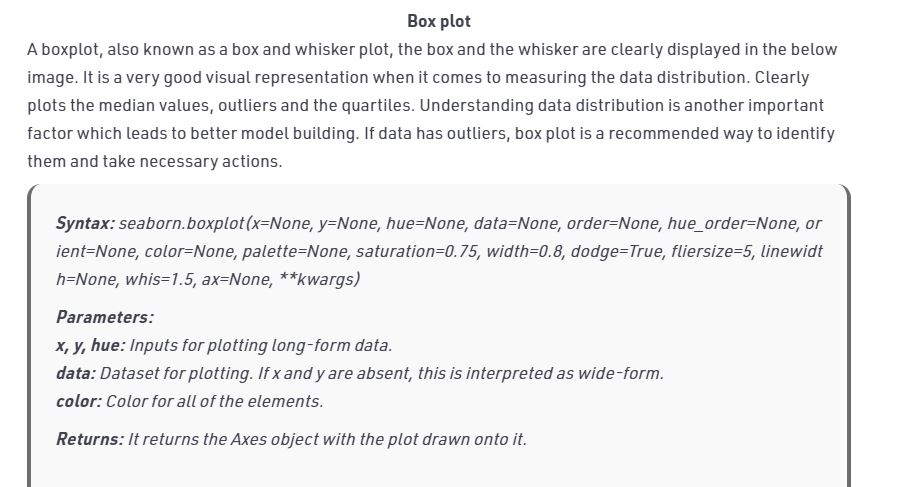 Box plot
A boxplot, also known as a box and whisker plot, the box and the whisker are clearly displayed in the below
image. It is a very good visual representation when it comes to measuring the data distribution. Clearly
plots the median values, outliers and the quartiles. Understanding data distribution is another important
factor which leads to better model building. If data has outliers, box plot is a recommended way to identify
them and take necessary actions.
Syntax: seaborn.boxplot(x=None, y=None, hue=None, data=None, order=None, hue_order=None, or
ient=None, color=None, palette=None, saturation=0.75, width=0.8, dodge=True, fliersize=5, linewidt
h=None, whis=1.5, ax=None, **kwargs)
Parameters:
x, y, hue: Inputs for plotting long-form data.
data: Dataset for plotting. If x and y are absent, this is interpreted as wide-form.
color: Color for all of the elements.
Returns: It returns the Axes object with the plot drawn onto it.